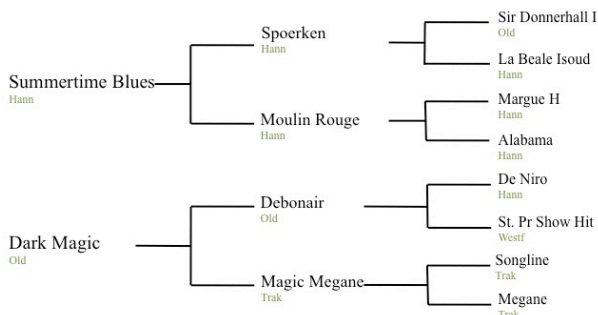 Sir Donnerhall I
Spoerken
Old
Hann
La Beale Isoud
Hann
Summertime Blues
Hann
Margue H
Hann
Moulin Rouge
Hann
Alabama
Hann
De Niro
Hann
Debonair
Old
St. Pr Show Hit
Westf
Dark Magic
Old
Songline
Trak
Magic Megane
Trak
Megane
Trak